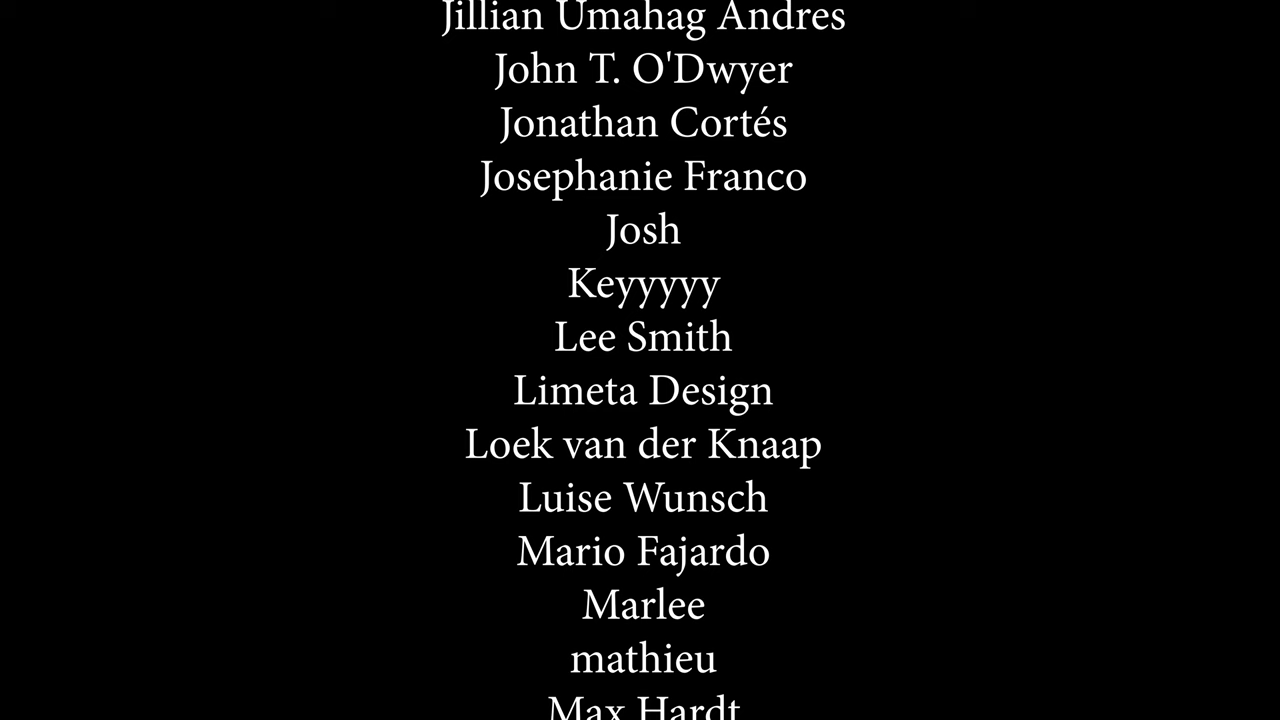 Jillian Umahag Andres
John T. O'Dwyer
Jonathan Cortés
Josephanie Franco
Josh
Keyyyyy
Lee Smith
Limeta Design
Loek van der Knaap
Luise Wunsch
Mario Fajardo
Marlee
mathieu
Max Hardt